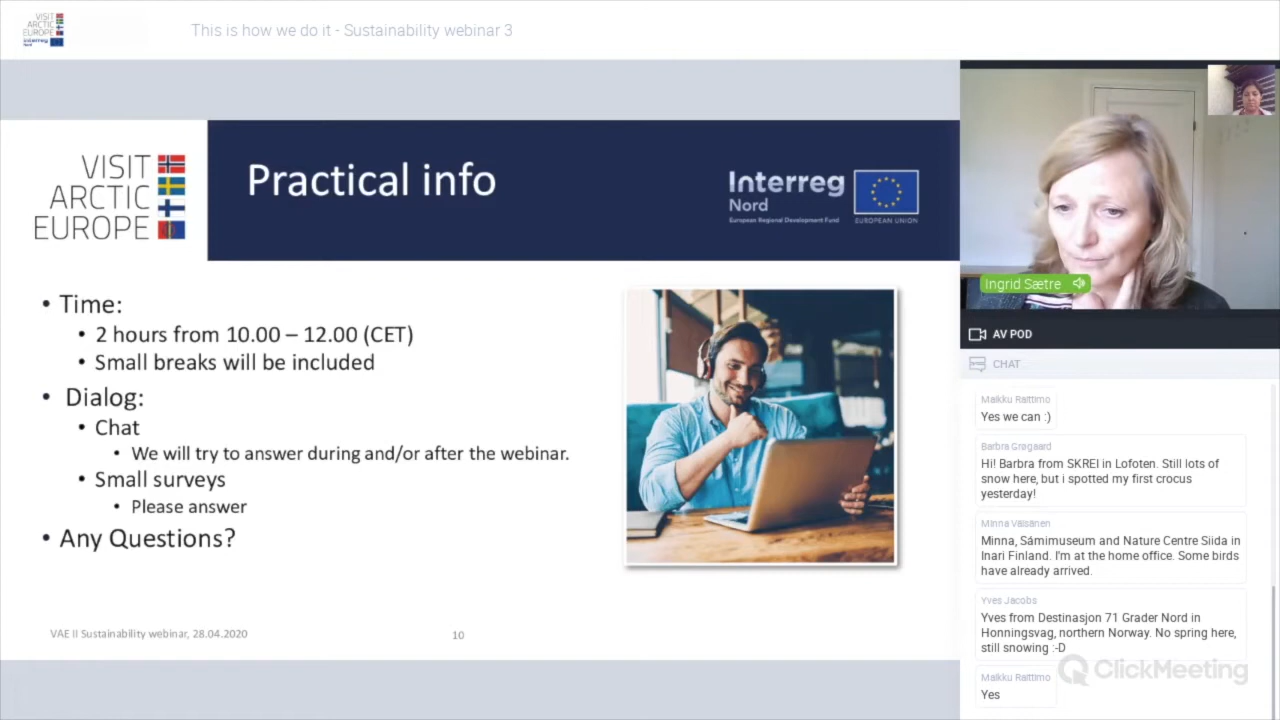 VISIT
ARCTIC
EUROPE
Interreg
Nord
This is how we do it - Sustainability webinar 3
VISIT
ARCTIC
EUROPE
Practical info
Interreg
Nord
European Regional Development Fund
EUROPEAN UNION
• Time:
• 2 hours from 10.00 – 12.00 (CET)
• Small breaks will be included
• Dialog:
• Chat
• We will try to answer during and/or after the webinar.
• Small surveys
• Please answer
• Any Questions?
VAE II Sustainability webinar, 28.04.2020
10
Ingrid Sætre
AV POD
CHAT
Maikku Raittimo
Yes we can :)
Barbra Grøgaard
Hi! Barbra from SKREI in Lofoten. Still lots of
snow here, but i spotted my first crocus
yesterday!
Minna Väisänen
Minna, Sámimuseum and Nature Centre Siida in
Inari Finland. I'm at the home office. Some birds
have already arrived.
Yves Jacobs
Yves from Destinasjon 71 Grader Nord in
Honningsvag, northern Norway. No spring here,
still snowing :-D
Maikku Raittimo
Yes
ClickMeeting